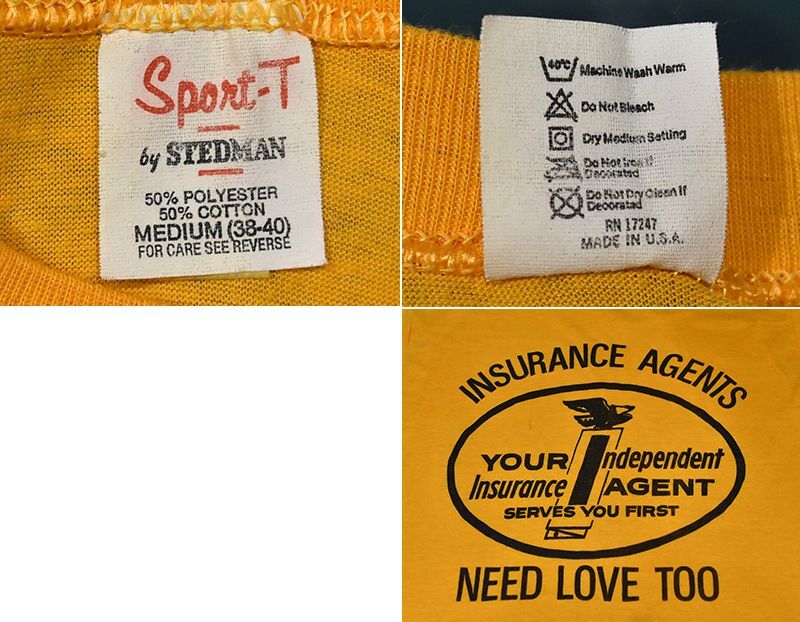 Sport-T
by STEDMAN
50% POLYESTER
50% COTTON
MEDIUM (38-40)
FOR CARE SEE REVERSE
40°C Machine Wash Warm
Do Not Bleach
Dry Medium Setting
Do Not Iron if
Decorated
Do Not Dry Clean if
Decorated
RN 17247
MADE IN U.S.A.
INSURANCE AGENTS
YOUR Independent
Insurance AGENT
SERVES YOU FIRST
NEED LOVE TOO